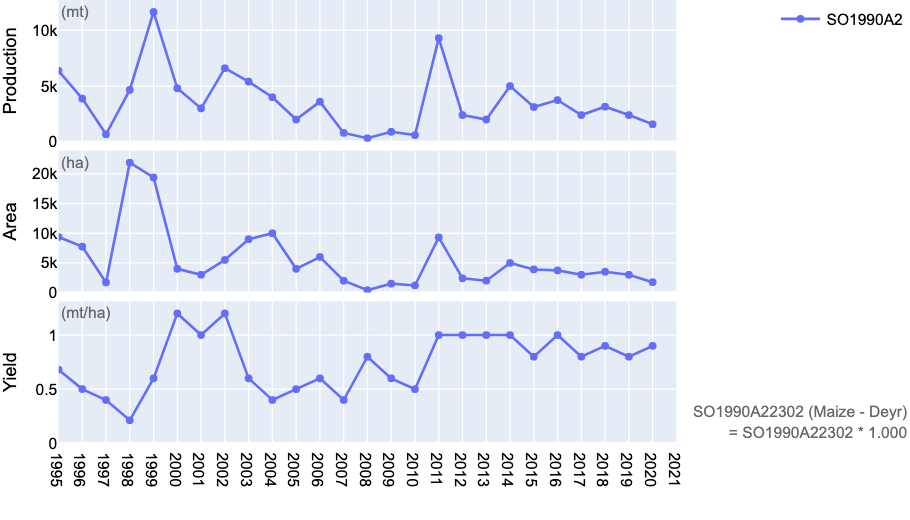 (mt)
SO1990A2
Production
10k
5k
0
(ha)
Area
20k
15k
10k
5k
0
(mt/ha)
Yield
1
0.5
0
SO1990A22302 (Maize - Deyr)
= SO1990A22302 * 1.000
1995 1996 1997 1998 1999 2000 2001 2002 2003 2004 2005 2006 2007 2008 2009 2010 2011 2012 2013 2014 2015 2016 2017 2018 2019 2020 2021